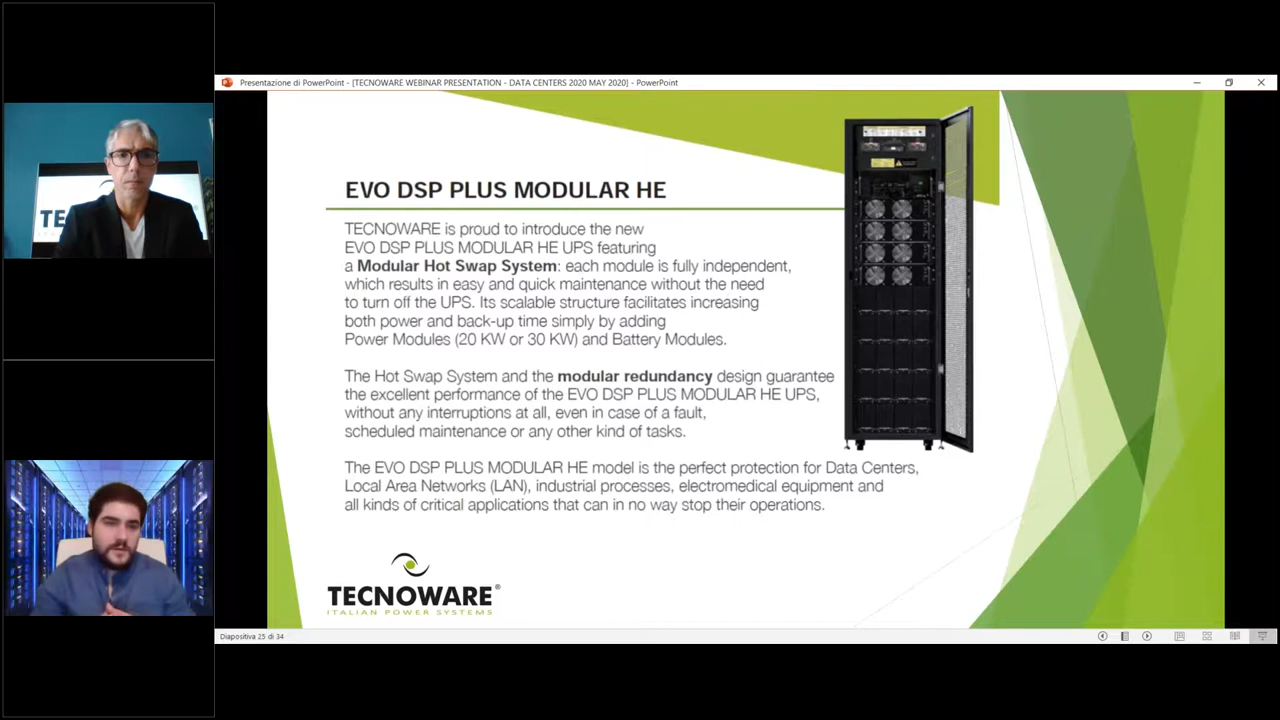 Presentazione di PowerPoint - [TECNOWARE WEBINAR PRESENTATION - DATA CENTERS 2020 MAY 2020] - PowerPoint
EVO DSP PLUS MODULAR HE
TECNOWARE is proud to introduce the new
EVO DSP PLUS MODULAR HE UPS featuring
a Modular Hot Swap System: each module is fully independent,
which results in easy and quick maintenance without the need
to turn off the UPS. Its scalable structure facilitates increasing
both power and back-up time simply by adding
Power Modules (20 KW or 30 KW) and Battery Modules.
The Hot Swap System and the modular redundancy design guarantee
the excellent performance of the EVO DSP PLUS MODULAR HE UPS,
without any interruptions at all, even in case of a fault,
scheduled maintenance or any other kind of tasks.
The EVO DSP PLUS MODULAR HE model is the perfect protection for Data Centers,
Local Area Networks (LAN), industrial processes, electromedical equipment and
all kinds of critical applications that can in no way stop their operations.
TECNOWARE®
ITALIAN POWER SYSTEMS
Diapositiva 25 di 34
TE